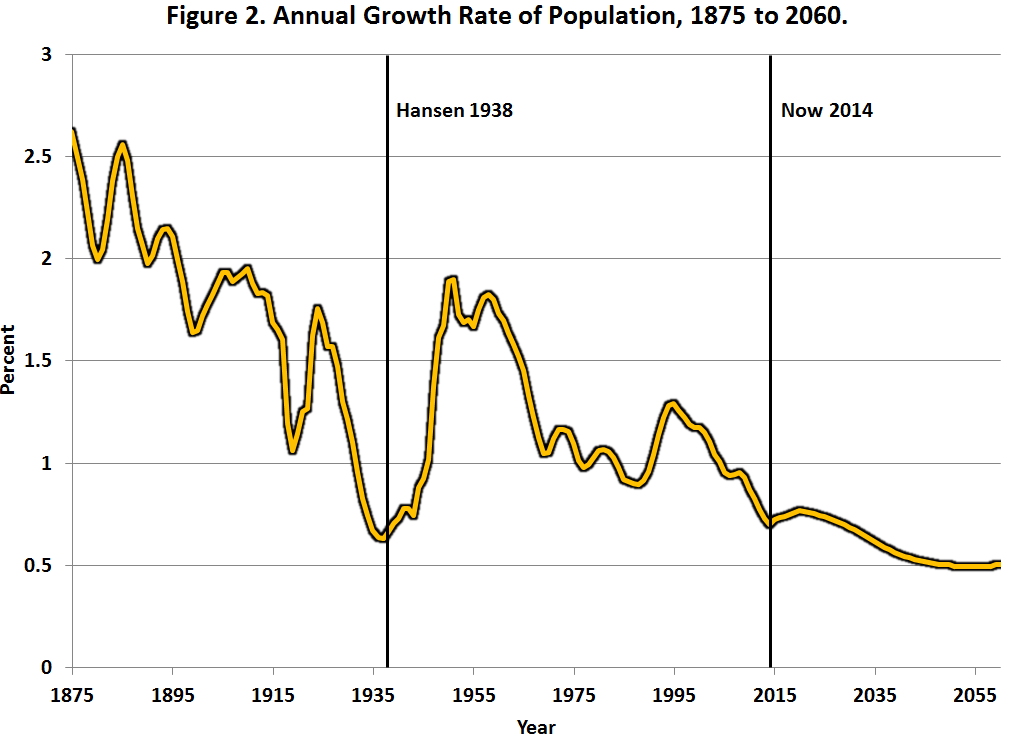 Figure 2. Annual Growth Rate of Population, 1875 to 2060.
3
Hansen 1938
Now 2014
2.5
2
1.5
Percent
1
0.5
0
1875 1895 1915 1935 1955 1975 1995 2015 2035 2055
Year